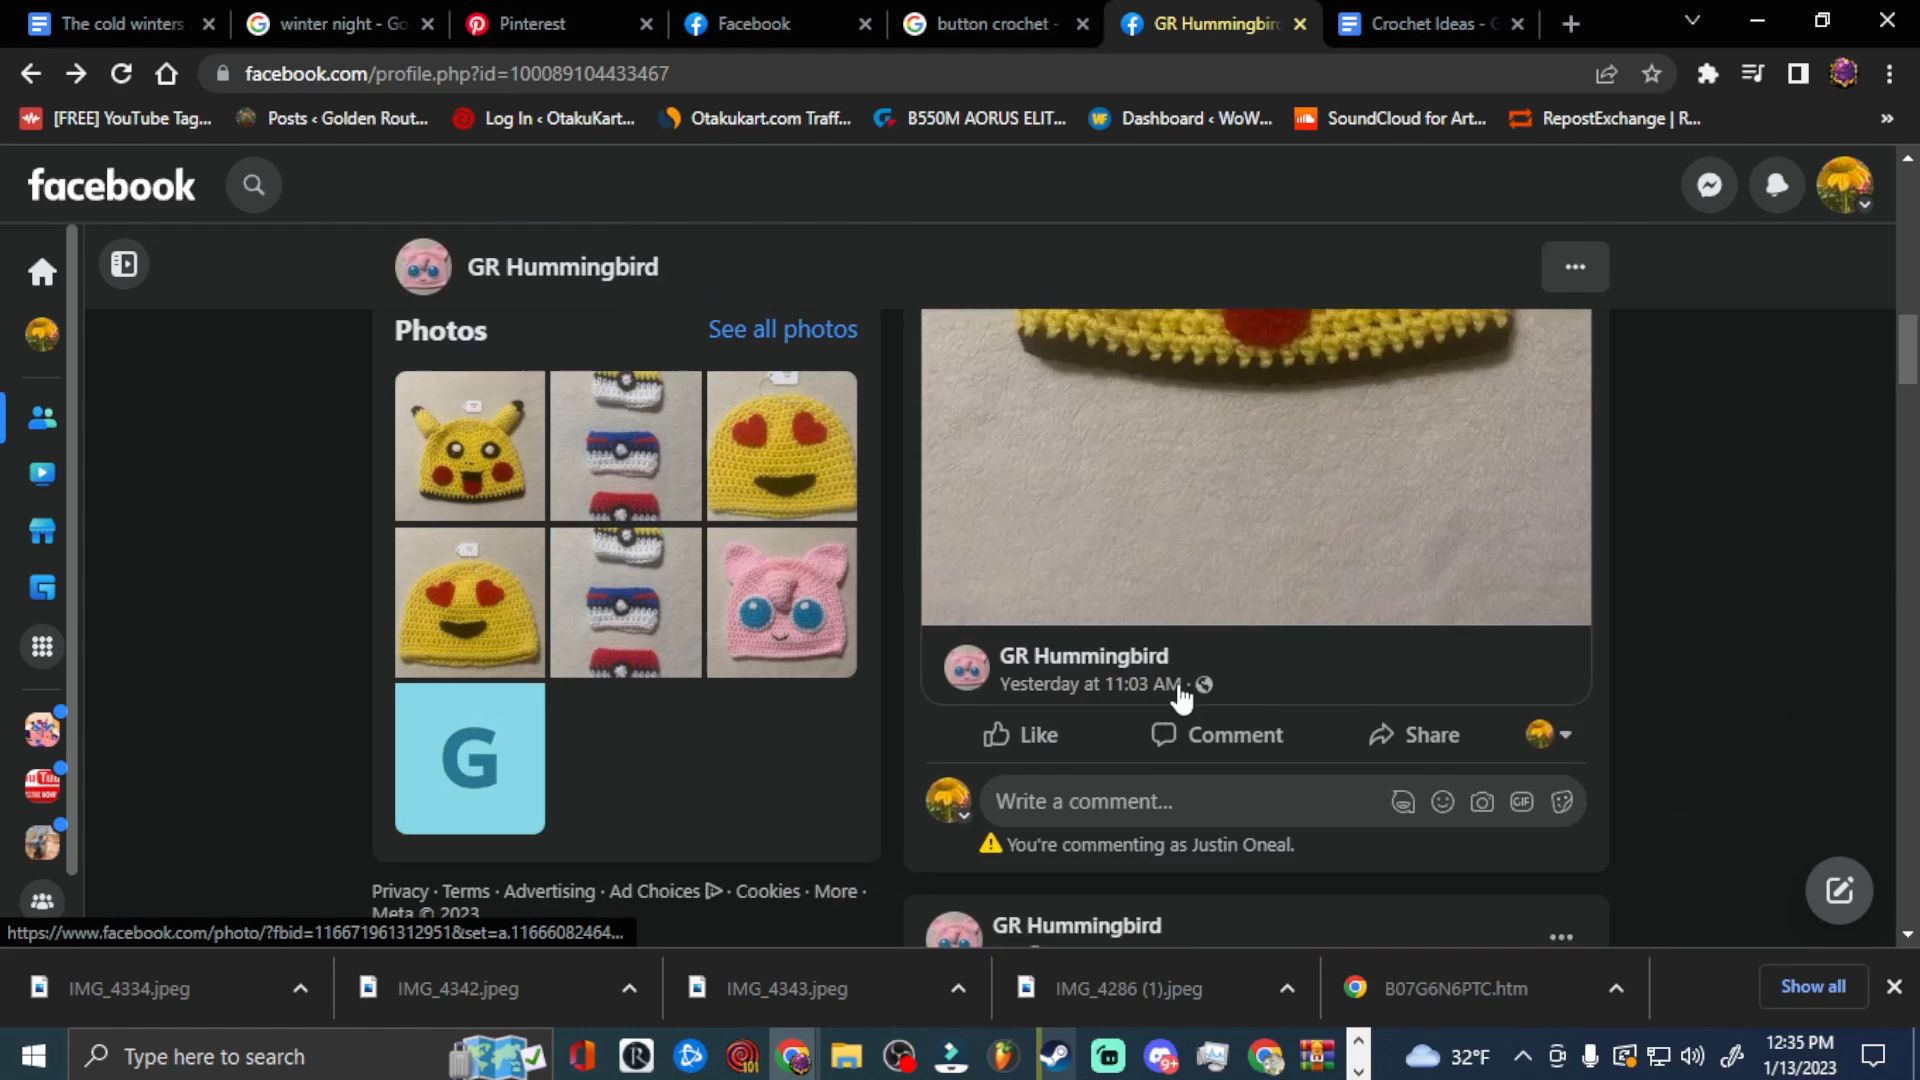 The cold winters
winter night - Go
Pinterest
Facebook
button crochet -
GR Hummingbir
Crochet Ideas - G
facebook.com/profile.php?id=100089104433467
[FREE] YouTube Tag...
Posts ‹ Golden Rout...
Log In ‹ OtakuKart...
Otakukart.com Traff...
B550M AORUS ELIT...
Dashboard ‹ WoW...
SoundCloud for Art...
RepostExchange | R...
facebook
GR Hummingbird
Photos
See all photos
G
GR Hummingbird
Yesterday at 11:03 AM ·
Like
Comment
Share
Write a comment...
GIF
You're commenting as Justin Oneal.
Privacy · Terms · Advertising · Ad Choices · Cookies · More ·
Meta © 2023
GR Hummingbird
https://www.facebook.com/photo/?fbid=116671961312951&set=a.11666082464...
IMG_4334.jpeg
IMG_4342.jpeg
IMG_4343.jpeg
IMG_4286 (1).jpeg
B07G6N6PTC.htm
Show all
Type here to search
101
9+
32°F
12:35 PM
1/13/2023